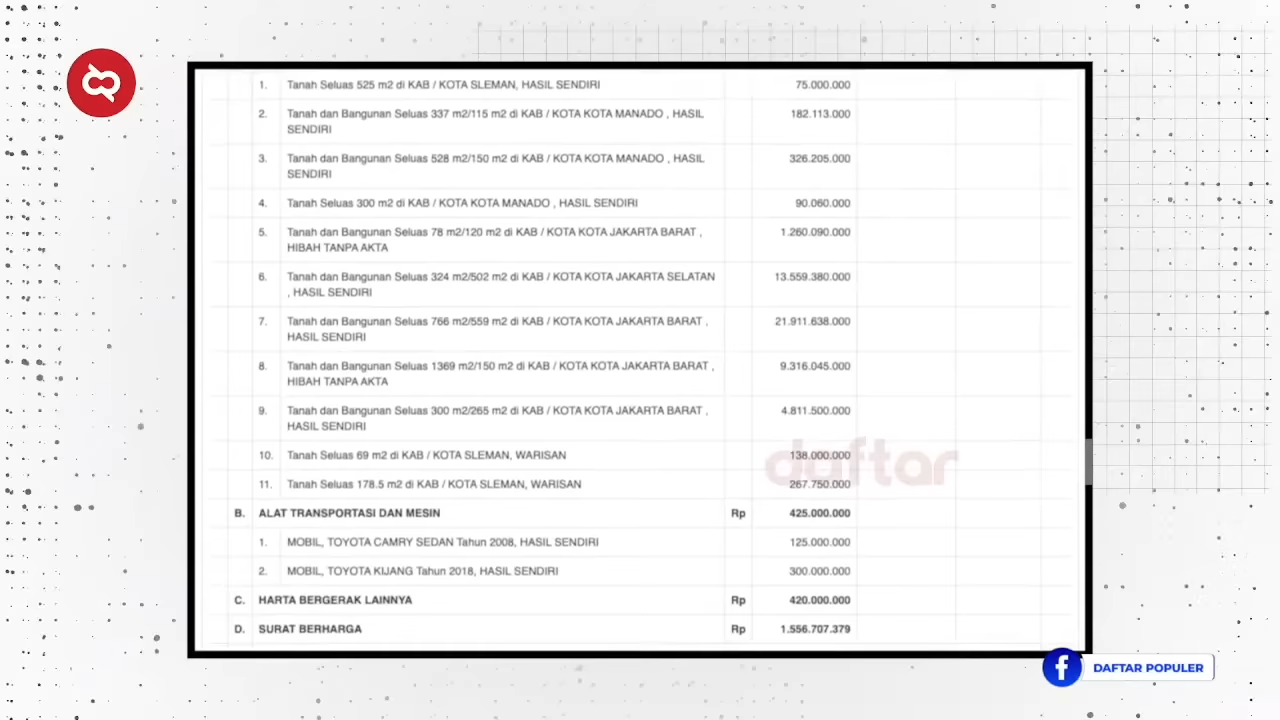 1. Tanah Seluas 525 m2 di KAB / KOTA SLEMAN, HASIL SENDIRI 75.000.000
2. Tanah dan Bangunan Seluas 337 m2/115 m2 di KAB / KOTA KOTA MANADO , HASIL 182.113.000
SENDIRI
3. Tanah dan Bangunan Seluas 528 m2/150 m2 di KAB / KOTA KOTA MANADO , HASIL 326.205.000
SENDIRI
4. Tanah Seluas 300 m2 di KAB / KOTA KOTA MANADO , HASIL SENDIRI 90.060.000
5. Tanah dan Bangunan Seluas 78 m2/120 m2 di KAB / KOTA KOTA JAKARTA BARAT , 1.260.090.000
HIBAH TANPA AKTA
6. Tanah dan Bangunan Seluas 324 m2/502 m2 di KAB / KOTA KOTA JAKARTA SELATAN 13.559.380.000
, HASIL SENDIRI
7. Tanah dan Bangunan Seluas 766 m2/559 m2 di KAB / KOTA KOTA JAKARTA BARAT , 21.911.638.000
HASIL SENDIRI
8. Tanah dan Bangunan Seluas 1369 m2/150 m2 di KAB / KOTA KOTA JAKARTA BARAT , 9.316.045.000
HIBAH TANPA AKTA
9. Tanah dan Bangunan Seluas 300 m2/265 m2 di KAB / KOTA KOTA JAKARTA BARAT , 4.811.500.000
HASIL SENDIRI
10. Tanah Seluas 69 m2 di KAB / KOTA SLEMAN, WARISAN 138.000.000
daftar
11. Tanah Seluas 178.5 m2 di KAB / KOTA SLEMAN, WARISAN 267.750.000
B. ALAT TRANSPORTASI DAN MESIN Rp 425.000.000
1. MOBIL, TOYOTA CAMRY SEDAN Tahun 2008, HASIL SENDIRI 125.000.000
2. MOBIL, TOYOTA KIJANG Tahun 2018, HASIL SENDIRI 300.000.000
C. HARTA BERGERAK LAINNYA Rp 420.000.000
D. SURAT BERHARGA Rp 1.556.707.379
DAFTAR POPULER